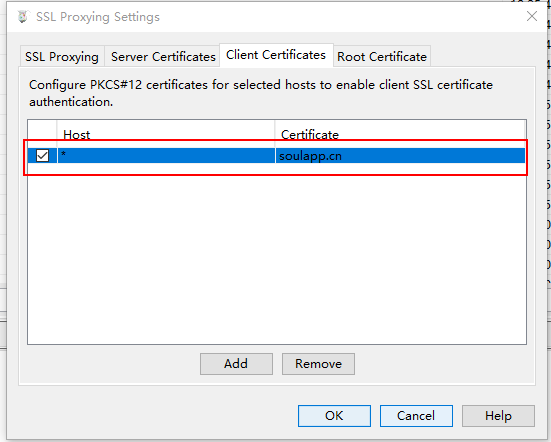 SSL Proxying Settings
SSL Proxying Server Certificates Client Certificates Root Certificate
Configure PKCS#12 certificates for selected hosts to enable client SSL certificate
authentication.
Host Certificate
* soulapp.cn
Add Remove
OK Cancel Help